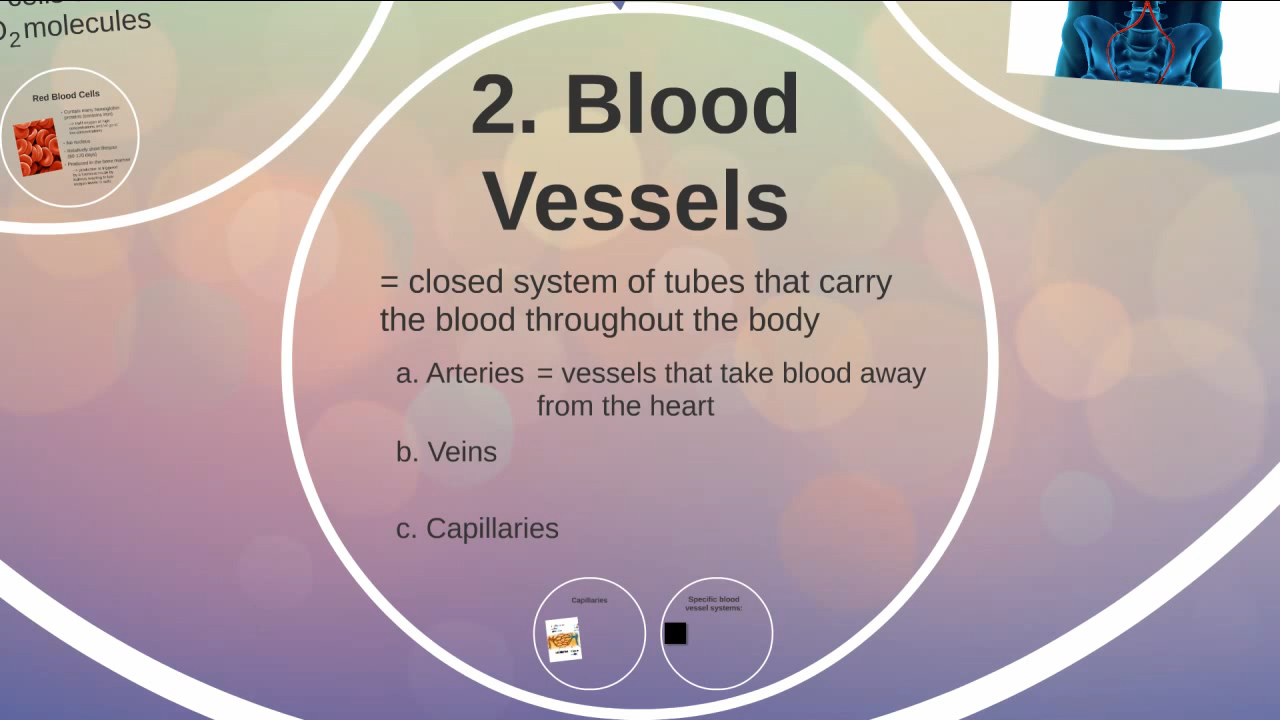 O2 molecules
Red Blood Cells
2. Blood
Vessels
= closed system of tubes that carry
the blood throughout the body
a. Arteries = vessels that take blood away
from the heart
b. Veins
c. Capillaries
Capillaries
Specific blood
vessel systems: